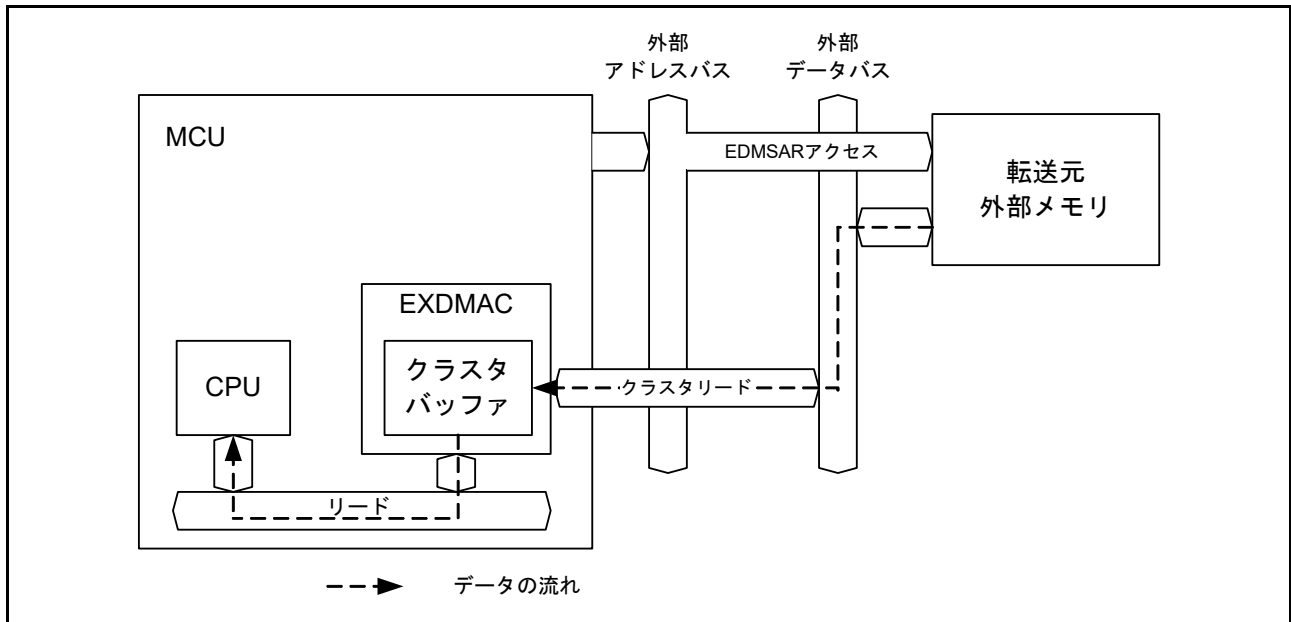 外部
アドレスバス
外部
データバス
MCU
EDMSARアクセス
転送元
外部メモリ
EXDMAC
クラスタ
バッファ
CPU
クラスタリード
リード
データの流れ